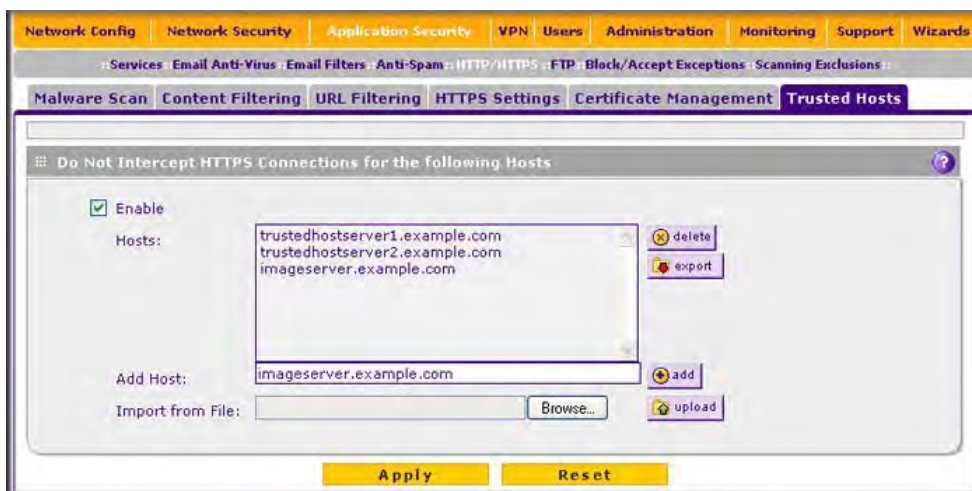 Network Config Network Security Application Security VPN Users Administration Monitoring Support Wizards
::Services::Email Anti-Virus::Email Filters::Anti-Spam::HTTP/HTTPS::FTP::Block/Accept Exceptions::Scanning Exclusions::
Malware Scan Content Filtering URL Filtering HTTPS Settings Certificate Management Trusted Hosts
Do Not Intercept HTTPS Connections for the following Hosts ?
Enable
Hosts: trustedhostserver1.example.com delete
trustedhostserver2.example.com
imageserver.example.com export
Add Host: imageserver.example.com add
Import from File: Browse... upload
Apply Reset